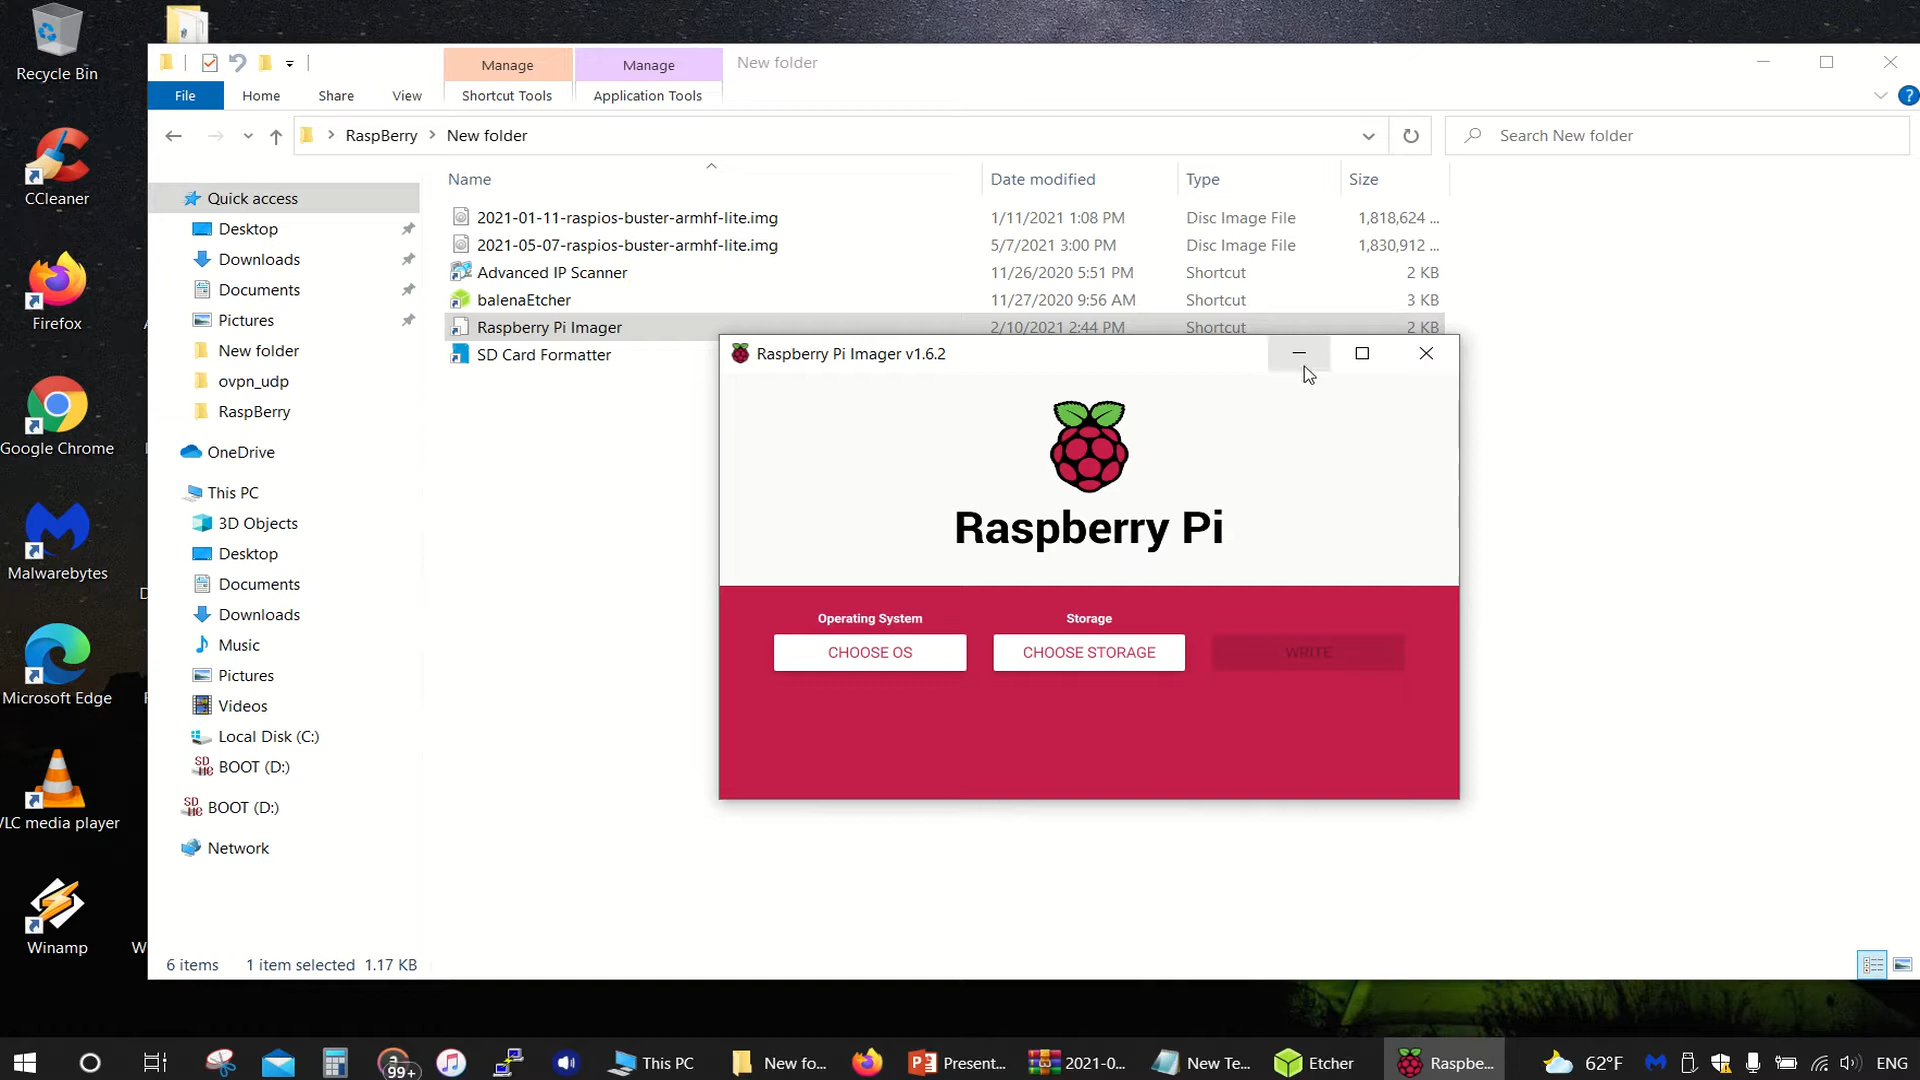 Recycle Bin
CCleaner
Firefox
Google Chrome
Malwarebytes
Microsoft Edge
VLC media player
Winamp
Manage
Manage
New folder
File
Home
Share
View
Shortcut Tools
Application Tools
RaspBerry
New folder
Search New folder
Name
Date modified
Type
Size
2021-01-11-raspios-buster-armhf-lite.img
1/11/2021 1:08 PM
Disc Image File
1,818,624 ...
2021-05-07-raspios-buster-armhf-lite.img
5/7/2021 3:00 PM
Disc Image File
1,830,912 ...
Advanced IP Scanner
11/26/2020 5:51 PM
Shortcut
2 KB
balenaEtcher
11/27/2020 9:56 AM
Shortcut
3 KB
Raspberry Pi Imager
2/10/2021 2:44 PM
Shortcut
2 KB
SD Card Formatter
Quick access
Desktop
Downloads
Documents
Pictures
New folder
ovpn_udp
RaspBerry
OneDrive
This PC
3D Objects
Desktop
Documents
Downloads
Music
Pictures
Videos
Local Disk (C:)
BOOT (D:)
BOOT (D:)
Network
6 items
1 item selected 1.17 KB
Raspberry Pi Imager v1.6.2
Raspberry Pi
Operating System
Storage
CHOOSE OS
CHOOSE STORAGE
WRITE
99+
This PC
New fo...
Present...
2021-0...
New Te...
Etcher
Raspbe...
62°F
ENG